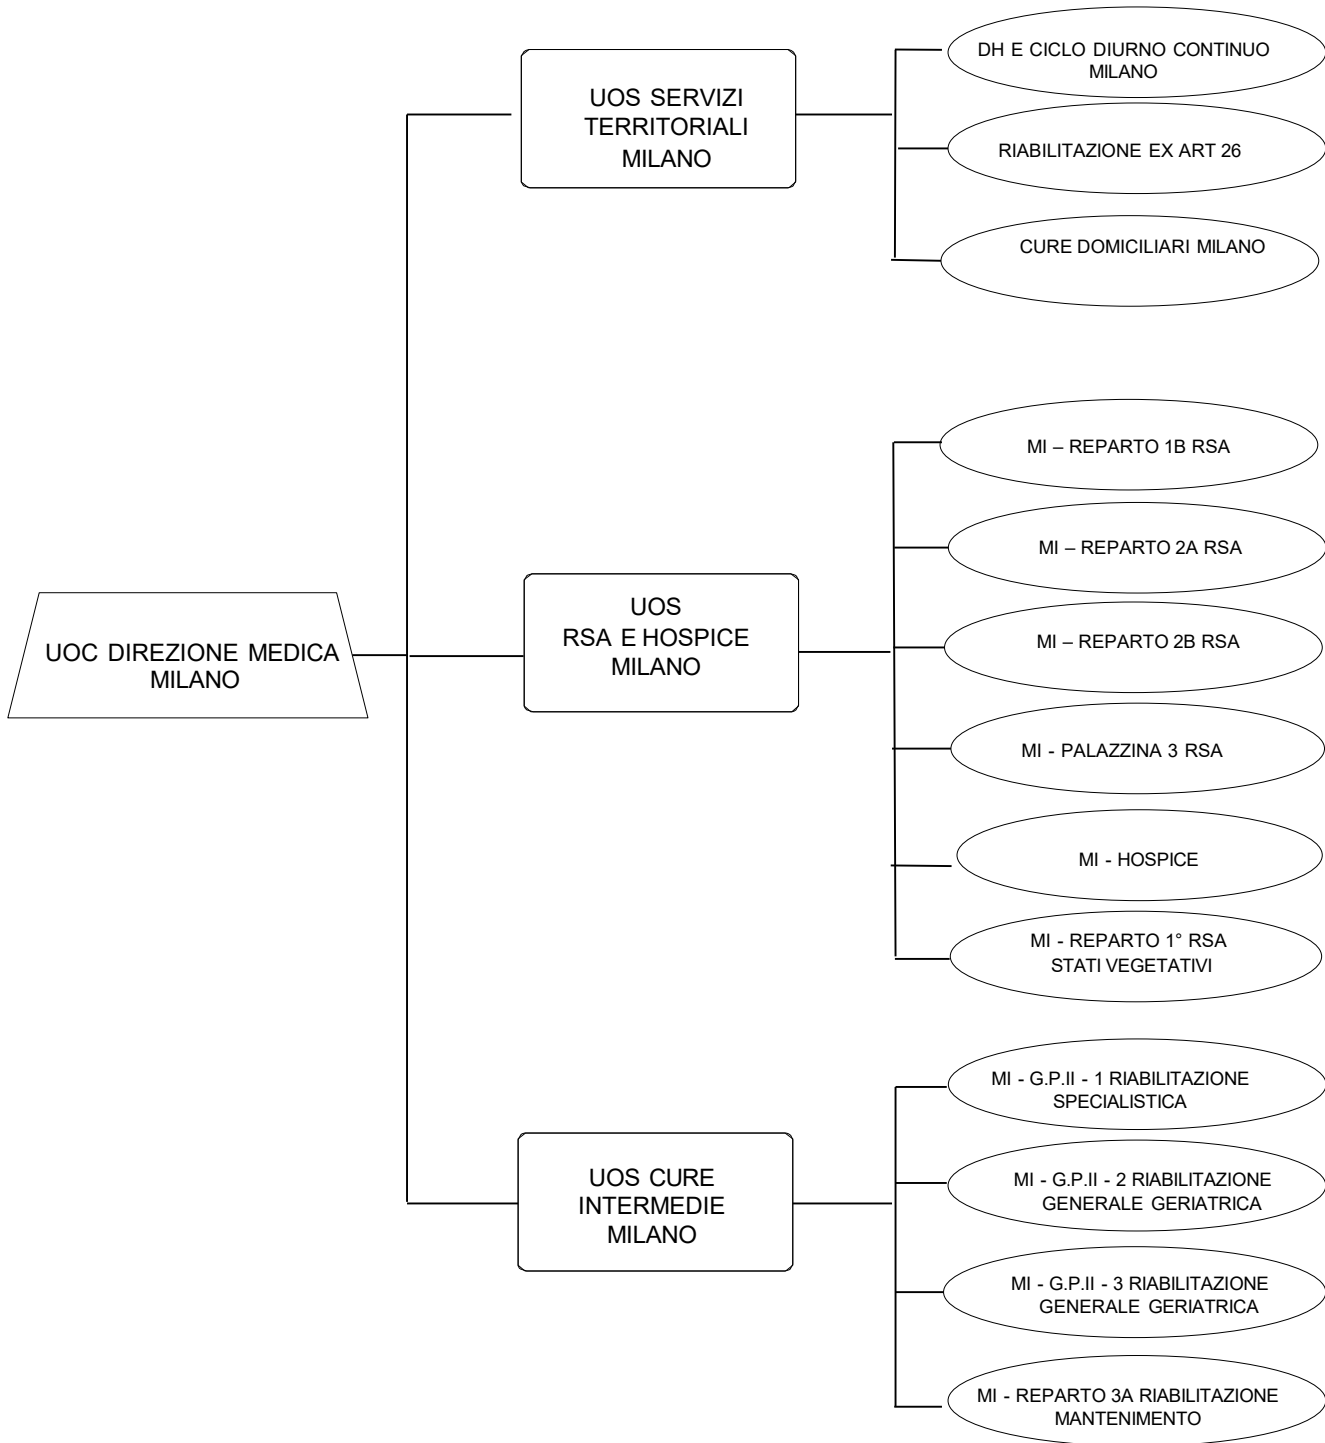 DH E CICLO DIURNO CONTINUO
MILANO
UOS SERVIZI
TERRITORIALI
MILANO
RIABILITAZIONE EX ART 26
CURE DOMICILIARI MILANO
MI – REPARTO 1B RSA
MI – REPARTO 2A RSA
UOS
RSA E HOSPICE
MILANO
MI – REPARTO 2B RSA
UOC DIREZIONE MEDICA
MILANO
MI - PALAZZINA 3 RSA
MI - HOSPICE
MI - REPARTO 1° RSA
STATI VEGETATIVI
MI - G.P.II - 1 RIABILITAZIONE
SPECIALISTICA
UOS CURE
INTERMEDIE
MILANO
MI - G.P.II - 2 RIABILITAZIONE
GENERALE GERIATRICA
MI - G.P.II - 3 RIABILITAZIONE
GENERALE GERIATRICA
MI - REPARTO 3A RIABILITAZIONE
MANTENIMENTO